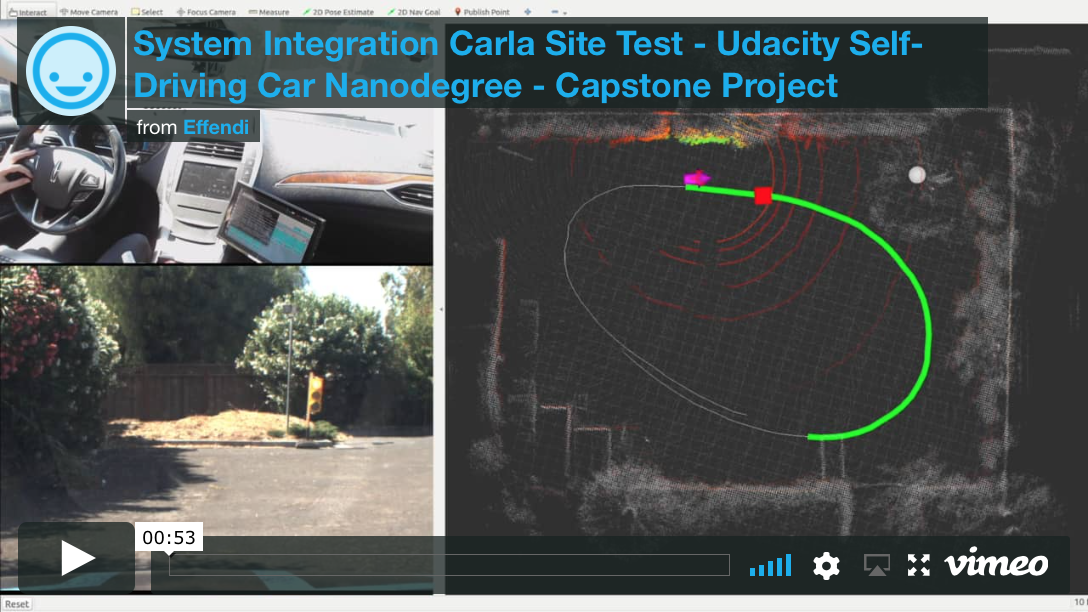 Interact Move Camera Select Focus Camera Measure 2D Pose Estimate 2D Nav Goal Publish Point
System Integration Carla Site Test - Udacity Self-
Driving Car Nanodegree - Capstone Project
from Effendi
00:53
vimeo
Reset